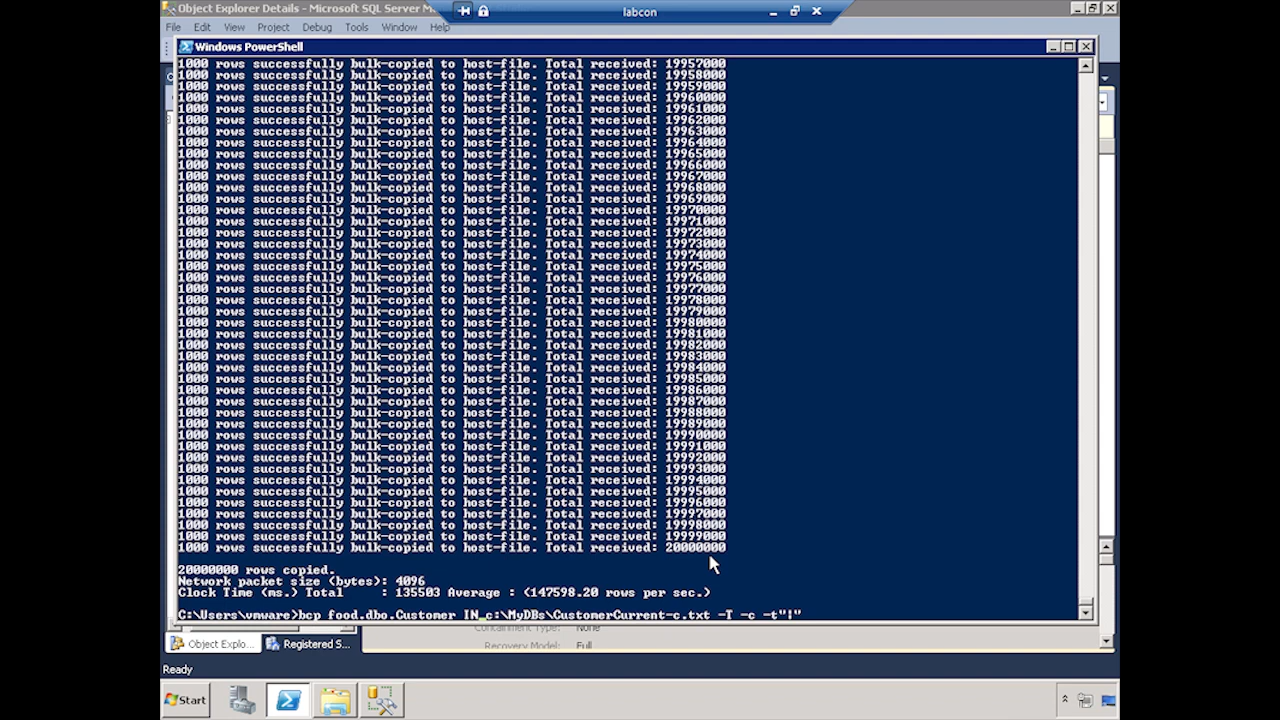 Object Explorer Details - Microsoft SQL Server M
labcon
File Edit View Project Debug Tools Window Help
Windows PowerShell
1000 rows successfully bulk-copied to host-file. Total received: 19957000
1000 rows successfully bulk-copied to host-file. Total received: 19958000
1000 rows successfully bulk-copied to host-file. Total received: 19959000
1000 rows successfully bulk-copied to host-file. Total received: 19960000
1000 rows successfully bulk-copied to host-file. Total received: 19961000
1000 rows successfully bulk-copied to host-file. Total received: 19962000
1000 rows successfully bulk-copied to host-file. Total received: 19963000
1000 rows successfully bulk-copied to host-file. Total received: 19964000
1000 rows successfully bulk-copied to host-file. Total received: 19965000
1000 rows successfully bulk-copied to host-file. Total received: 19966000
1000 rows successfully bulk-copied to host-file. Total received: 19967000
1000 rows successfully bulk-copied to host-file. Total received: 19968000
1000 rows successfully bulk-copied to host-file. Total received: 19969000
1000 rows successfully bulk-copied to host-file. Total received: 19970000
1000 rows successfully bulk-copied to host-file. Total received: 19971000
1000 rows successfully bulk-copied to host-file. Total received: 19972000
1000 rows successfully bulk-copied to host-file. Total received: 19973000
1000 rows successfully bulk-copied to host-file. Total received: 19974000
1000 rows successfully bulk-copied to host-file. Total received: 19975000
1000 rows successfully bulk-copied to host-file. Total received: 19976000
1000 rows successfully bulk-copied to host-file. Total received: 19977000
1000 rows successfully bulk-copied to host-file. Total received: 19978000
1000 rows successfully bulk-copied to host-file. Total received: 19979000
1000 rows successfully bulk-copied to host-file. Total received: 19980000
1000 rows successfully bulk-copied to host-file. Total received: 19981000
1000 rows successfully bulk-copied to host-file. Total received: 19982000
1000 rows successfully bulk-copied to host-file. Total received: 19983000
1000 rows successfully bulk-copied to host-file. Total received: 19984000
1000 rows successfully bulk-copied to host-file. Total received: 19985000
1000 rows successfully bulk-copied to host-file. Total received: 19986000
1000 rows successfully bulk-copied to host-file. Total received: 19987000
1000 rows successfully bulk-copied to host-file. Total received: 19988000
1000 rows successfully bulk-copied to host-file. Total received: 19989000
1000 rows successfully bulk-copied to host-file. Total received: 19990000
1000 rows successfully bulk-copied to host-file. Total received: 19991000
1000 rows successfully bulk-copied to host-file. Total received: 19992000
1000 rows successfully bulk-copied to host-file. Total received: 19993000
1000 rows successfully bulk-copied to host-file. Total received: 19994000
1000 rows successfully bulk-copied to host-file. Total received: 19995000
1000 rows successfully bulk-copied to host-file. Total received: 19996000
1000 rows successfully bulk-copied to host-file. Total received: 19997000
1000 rows successfully bulk-copied to host-file. Total received: 19998000
1000 rows successfully bulk-copied to host-file. Total received: 19999000
1000 rows successfully bulk-copied to host-file. Total received: 20000000
20000000 rows copied.
Network packet size (bytes): 4096
Clock Time (ms.) Total : 135503 Average : (147598.20 rows per sec.)
C:\Users\vmware>bcp food.dbo.Customer IN c:\MyDBs\CustomerCurrent-c.txt -T -c -t"|"
Containment Type: None
Object Explo... Registered S...
Recovery Model: Full
Ready
Start